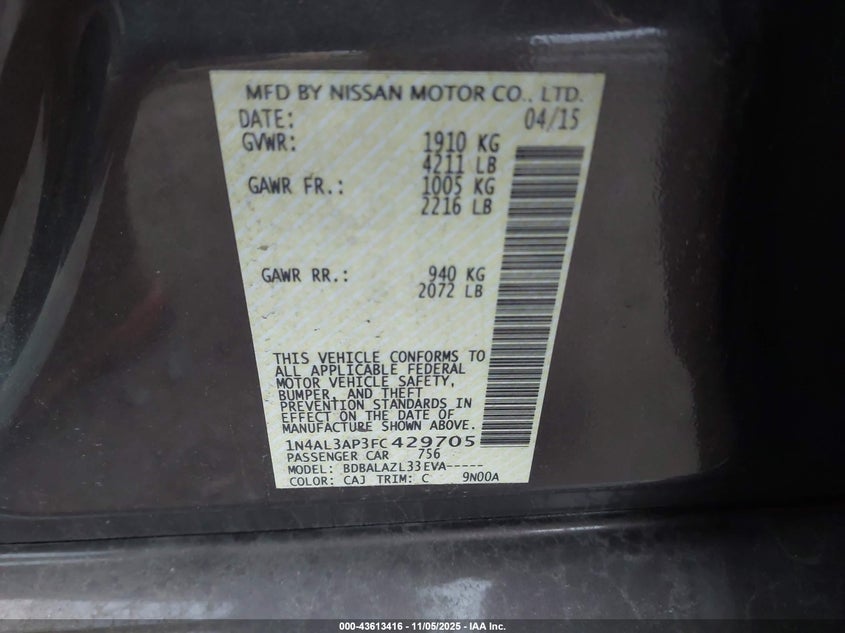 MFD BY NISSAN MOTOR CO., LTD.
DATE: 04/15
GVWR: 1910 KG
4211 LB
GAWR FR.: 1005 KG
2216 LB
GAWR RR.: 940 KG
2072 LB
THIS VEHICLE CONFORMS TO
ALL APPLICABLE FEDERAL
MOTOR VEHICLE SAFETY,
BUMPER, AND THEFT
PREVENTION STANDARDS IN
EFFECT ON THE DATE OF
MANUFACTURE SHOWN ABOVE.
1N4AL3AP3FC429705
PASSENGER CAR 756
MODEL: BDBALAZL33EVA-----
COLOR: CAJ TRIM: C 9N00A
000-43613416 - 11/05/2025 - IAA Inc.